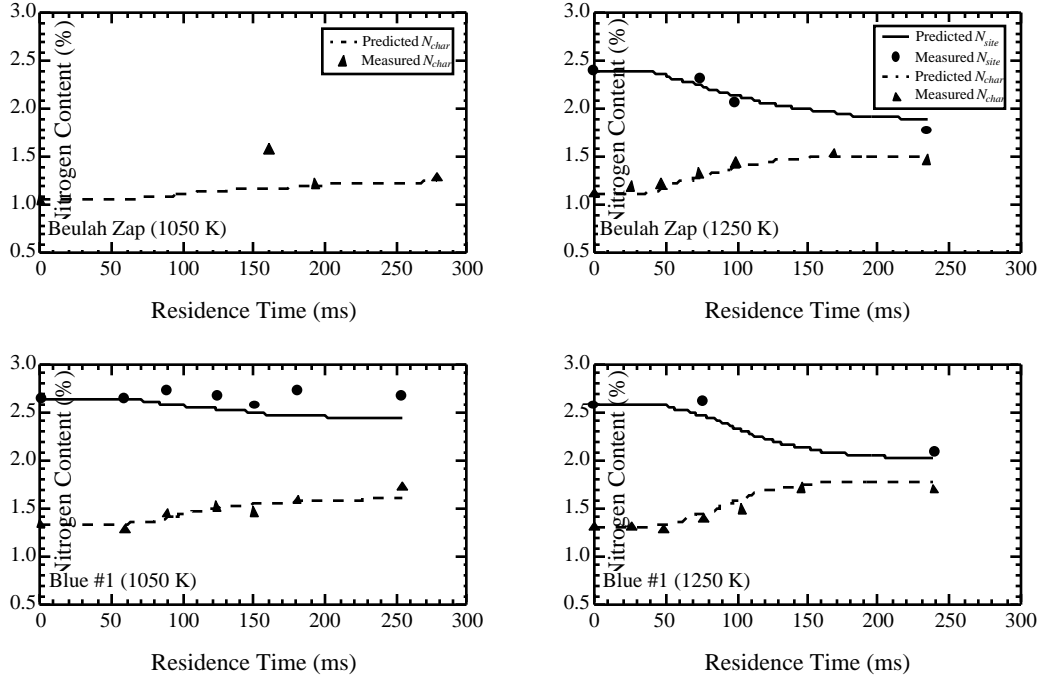 3.0
2.5
2.0
1.5
1.0
0.5
Nitrogen Content (%)
Predicted Nchar
Measured Nchar
Beulah Zap (1050 K)
0 50 100 150 200 250 300
Residence Time (ms)
3.0
2.5
2.0
1.5
1.0
0.5
Nitrogen Content (%)
Predicted Nsite
Measured Nsite
Predicted Nchar
Measured Nchar
Beulah Zap (1250 K)
0 50 100 150 200 250 300
Residence Time (ms)
3.0
2.5
2.0
1.5
1.0
0.5
Nitrogen Content (%)
Blue #1 (1050 K)
0 50 100 150 200 250 300
Residence Time (ms)
3.0
2.5
2.0
1.5
1.0
0.5
Nitrogen Content (%)
Blue #1 (1250 K)
0 50 100 150 200 250 300
Residence Time (ms)